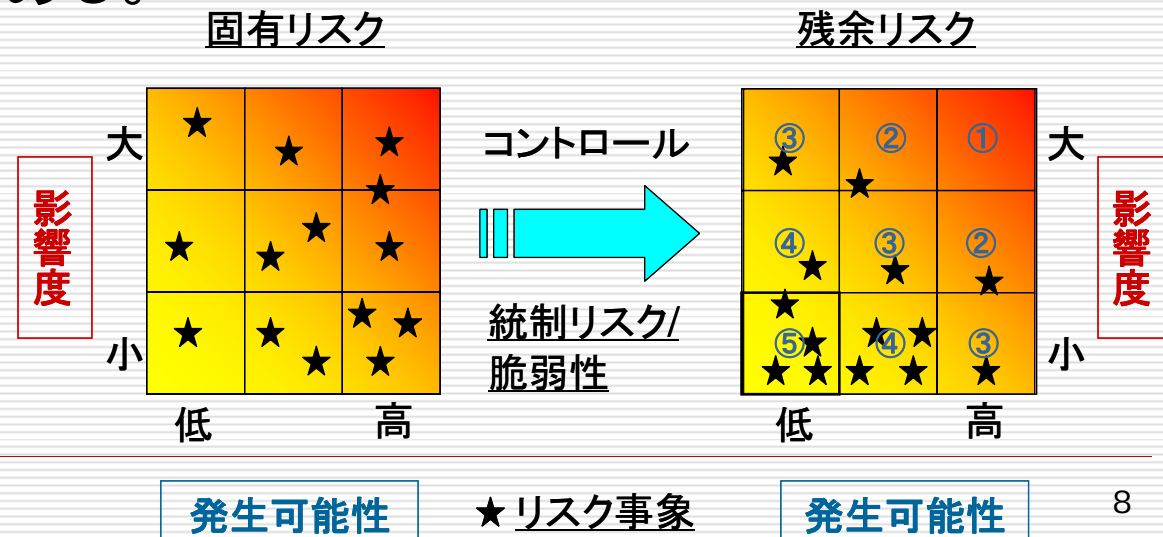 ある。
固有リスク
残余リスク
大
コントロール
③
②
①
大
影響度
④
③
②
影響度
小
統制リスク/
脆弱性
⑤
④
③
小
低
高
低
高
発生可能性
★リスク事象
発生可能性
8